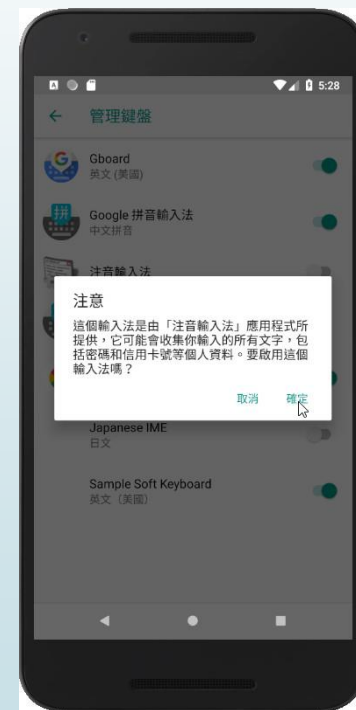 5:28
管理鍵盤
Gboard
英文 (美國)
Google 拼音輸入法
中文拼音
注音輸入法
注意
這個輸入法是由「注音輸入法」應用程式所
提供，它可能會收集你輸入的所有文字，包
括密碼和信用卡號等個人資料。要啟用這個
輸入法嗎？
取消
確定
Japanese IME
日文
Sample Soft Keyboard
英文（美國）